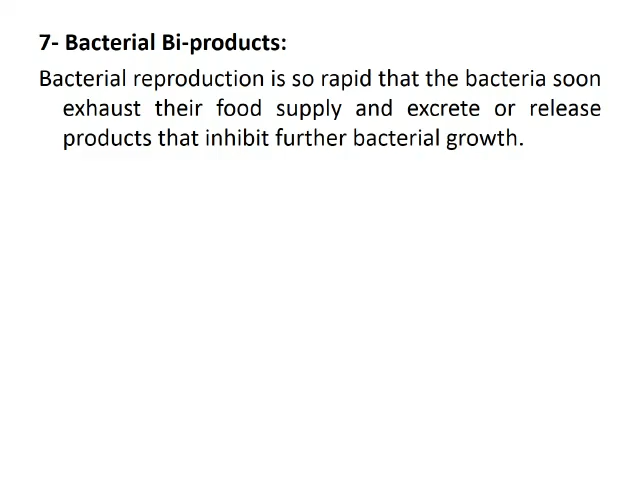 7- Bacterial Bi-products:
Bacterial reproduction is so rapid that the bacteria soon
exhaust their food supply and excrete or release
products that inhibit further bacterial growth.